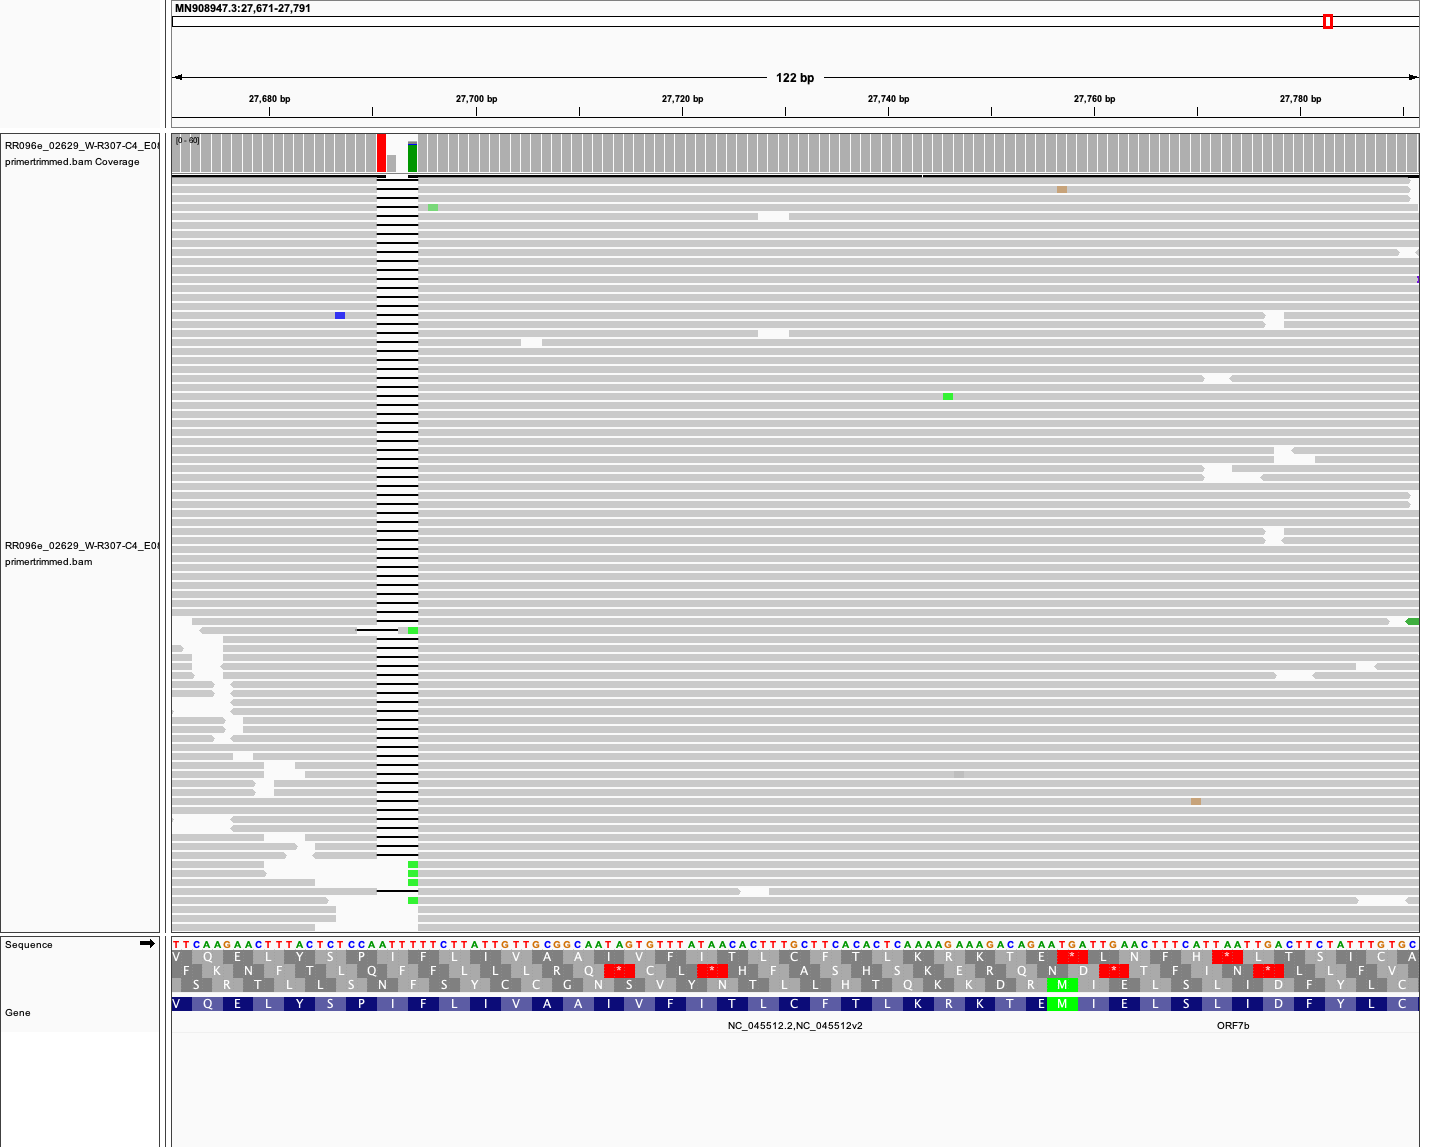 MN908947.3:27,671-27,791
122 bp
27,680 bp 27,700 bp 27,720 bp 27,740 bp 27,760 bp 27,780 bp
RR096e_02629_W-R307-C4_E0
primertrimmed.bam Coverage
[0 - 60]
RR096e_02629_W-R307-C4_E0
primertrimmed.bam
Sequence
TTCAAGAACTTTACTCTCCAATTTTTCTTATTGTTGCGGCAATAGTGTTTATAACACTTTGCTTCACACTCAAAAGAAAGACAGAATGATTGAACTTTCATTAATTGACTTCTATTTGTGC
V Q E L Y S P I F L I V A A I V F I T L C F T L K R K T E * L N F H * L T S I C A
F K N F T L Q F F L L L R Q * C L * H F A S H S K E R Q N D * T F I N * L L F V
S R T L L S N F S Y C C G N S V Y N T L L H T Q K K D R M I E L S L I D F Y L C
Gene
V Q E L Y S P I F L I V A A I V F I T L C F T L K R K T E M I E L S L I D F Y L C
NC_045512.2,NC_045512v2 ORF7b